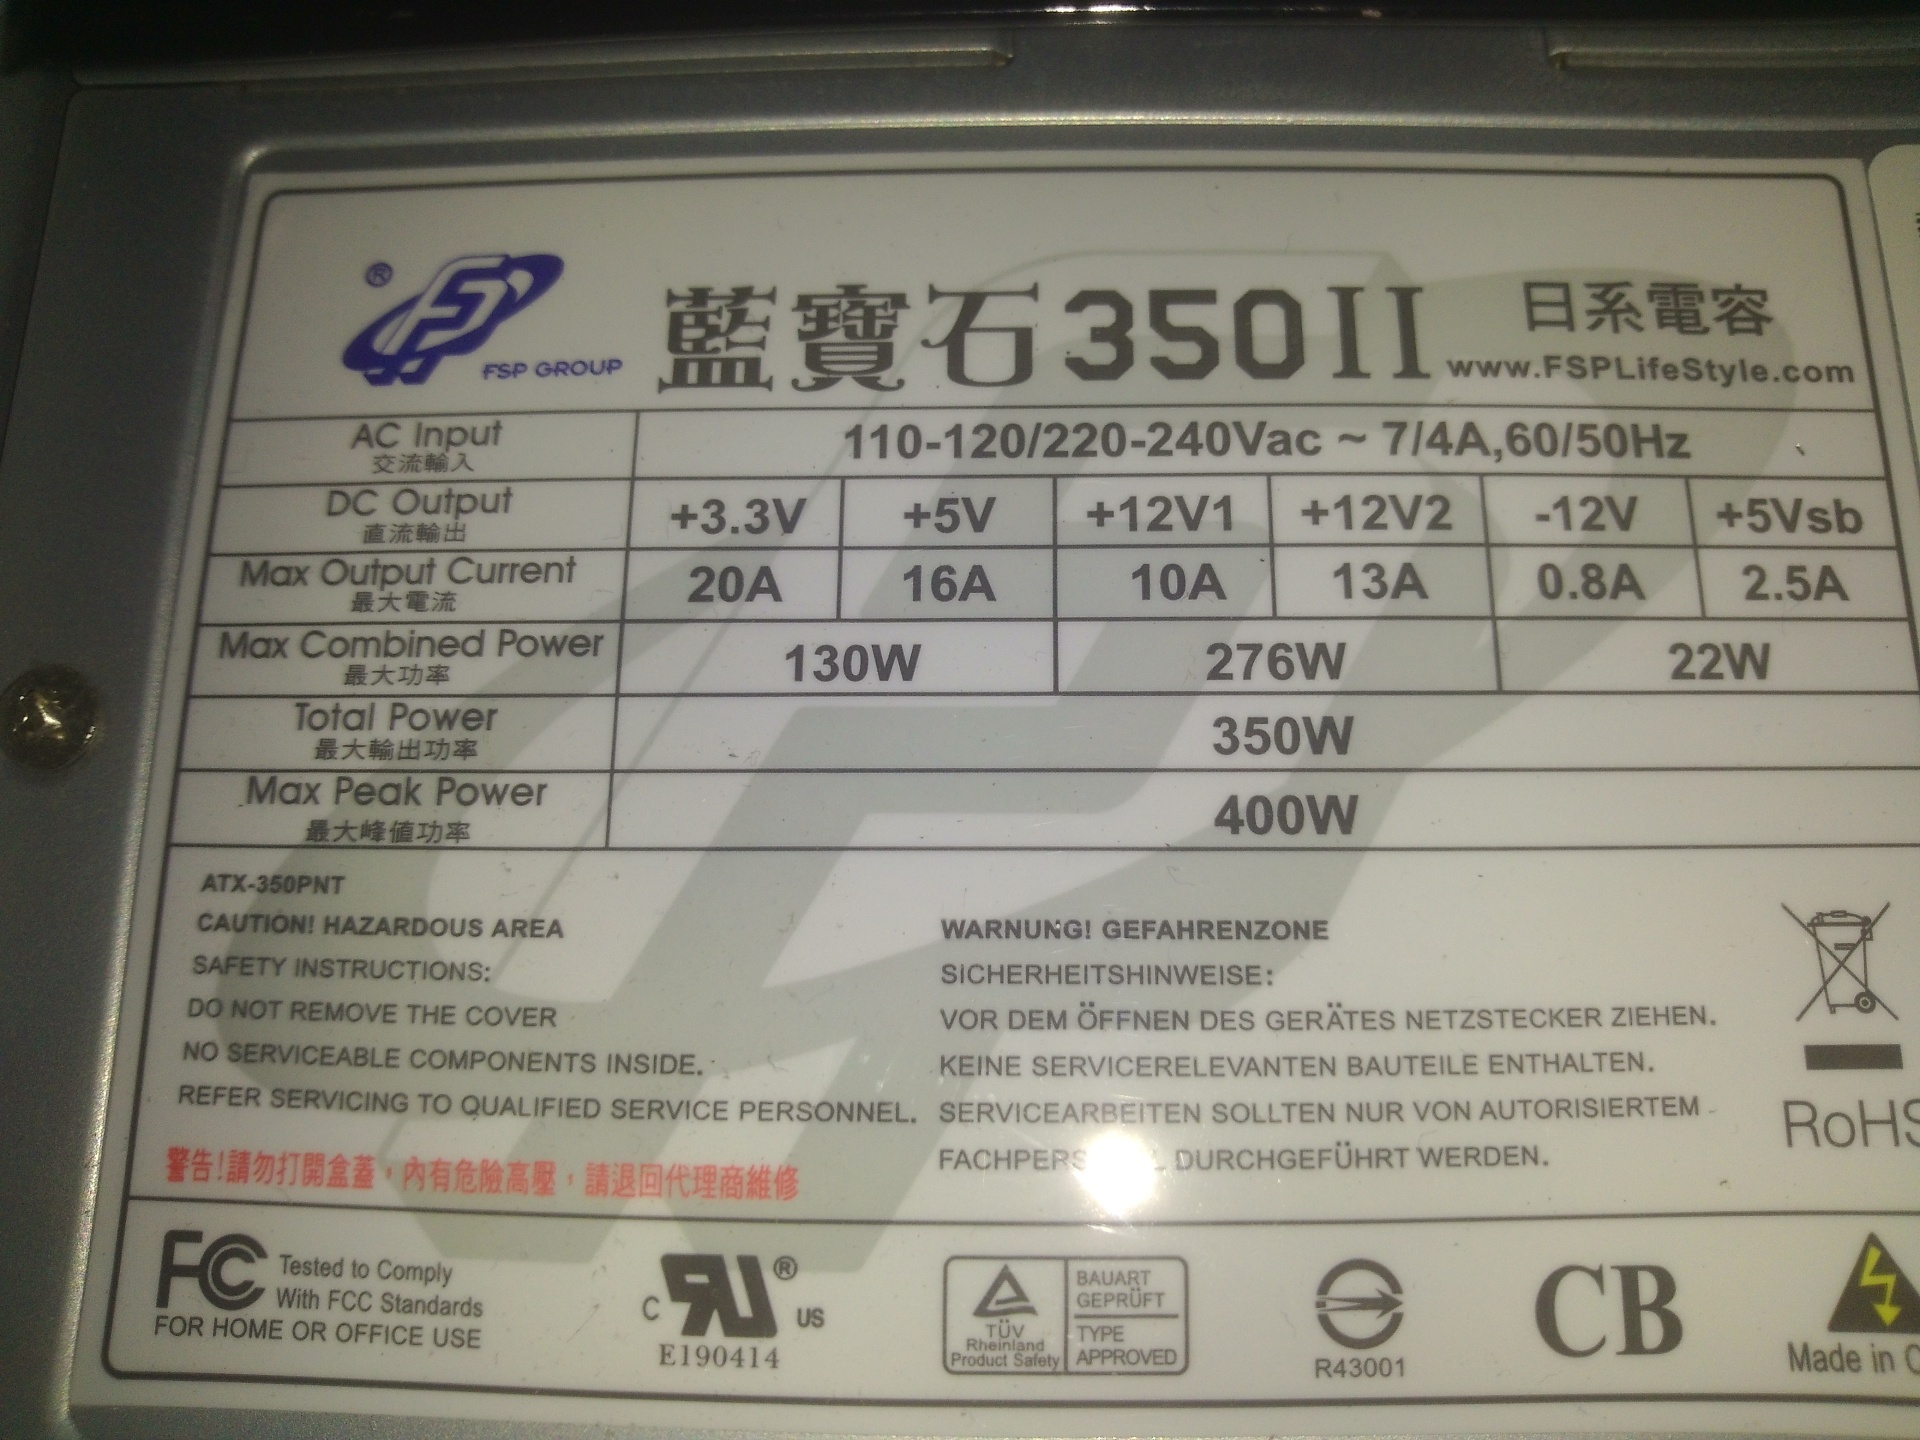 ® FSP GROUP
藍寶石350II
日系電容
www.FSPLifeStyle.com
AC Input 110-120/220-240Vac ~ 7/4A,60/50Hz
交流輸入
DC Output +3.3V +5V +12V1 +12V2 -12V +5Vsb
直流輸出
Max Output Current 20A 16A 10A 13A 0.8A 2.5A
最大電流
Max Combined Power 130W 276W 22W
最大功率
Total Power 350W
最大輸出功率
Max Peak Power 400W
最大峰值功率
ATX-350PNT
CAUTION! HAZARDOUS AREA
SAFETY INSTRUCTIONS:
DO NOT REMOVE THE COVER
NO SERVICEABLE COMPONENTS INSIDE.
REFER SERVICING TO QUALIFIED SERVICE PERSONNEL.
警告!請勿打開盒蓋，內有危險高壓，請退回代理商維修
WARNUNG! GEFAHRENZONE
SICHERHEITSHINWEISE:
VOR DEM ÖFFNEN DES GERÄTES NETZSTECKER ZIEHEN.
KEINE SERVICERELEVANTEN BAUTEILE ENTHALTEN.
SERVICEARBEITEN SOLLTEN NUR VON AUTORISIERTEM
DURCHGEFÜHRT WERDEN.
RoHS
FC Tested to Comply
With FCC Standards
FOR HOME OR OFFICE USE
C RU ® US
E190414
TÜV
Rheinland
Product Safety
BAUART
GEPRÜFT
TYPE
APPROVED
R43001
CB
Made in